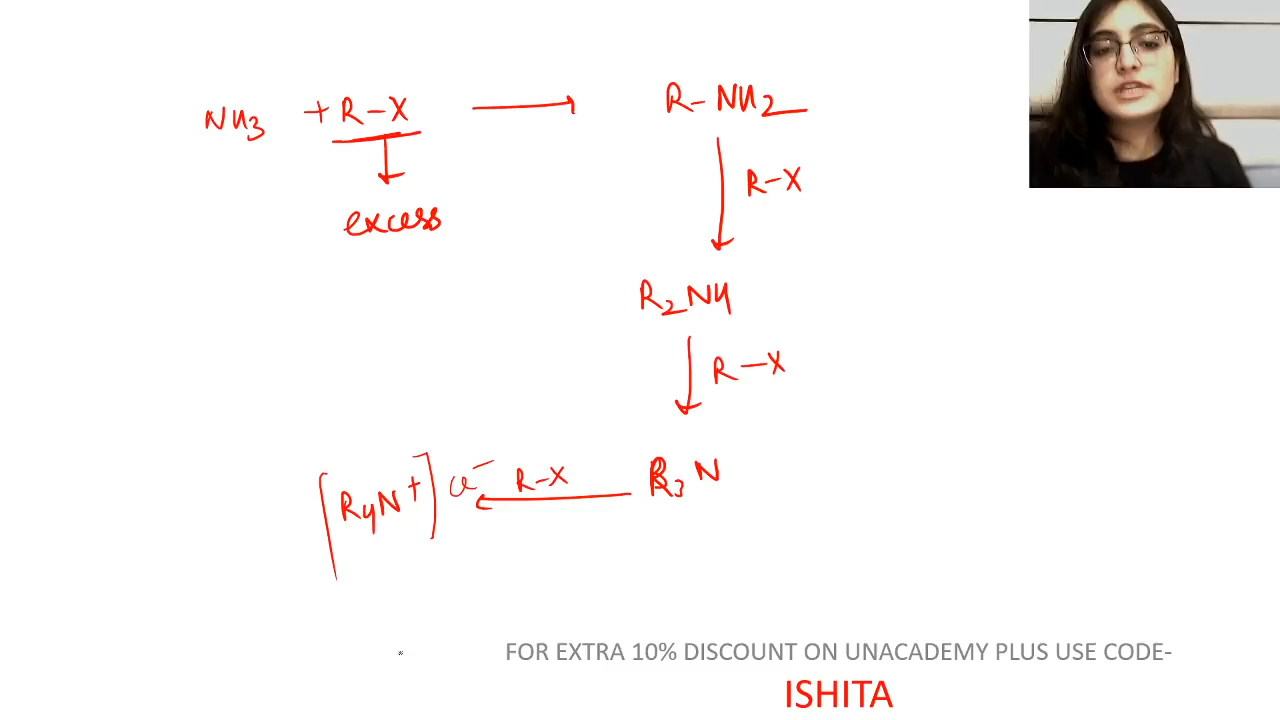 NH3 + R-X → R-NH2
↓
excess
↓ R-X
R2NH
↓ R-X
R3N
R-X ←
[R4N+] Cl-
FOR EXTRA 10% DISCOUNT ON UNACADEMY PLUS USE CODE-
ISHITA